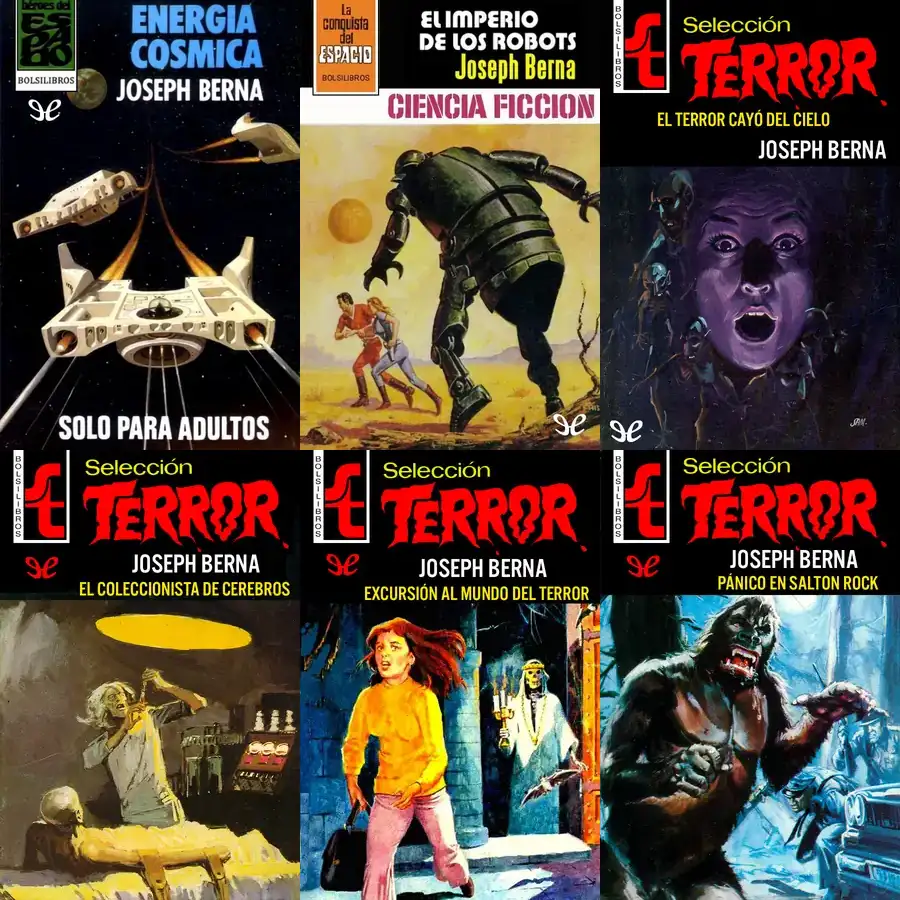 héroes del
ESPACIO
BOLSILIBROS
ENERGIA
COSMICA
JOSEPH BERNA
SOLO PARA ADULTOS
La
conquista
del
ESPACIO
BOLSILIBROS
EL IMPERIO
DE LOS ROBOTS
Joseph Berna
CIENCIA FICCION
BOLSILIBROS
Selección
TERROR
EL TERROR CAYÓ DEL CIELO
JOSEPH BERNA
BOLSILIBROS
Selección
TERROR
JOSEPH BERNA
EL COLECCIONISTA DE CEREBROS
BOLSILIBROS
Selección
TERROR
JOSEPH BERNA
EXCURSIÓN AL MUNDO DEL TERROR
BOLSILIBROS
Selección
TERROR
JOSEPH BERNA
PÁNICO EN SALTON ROCK